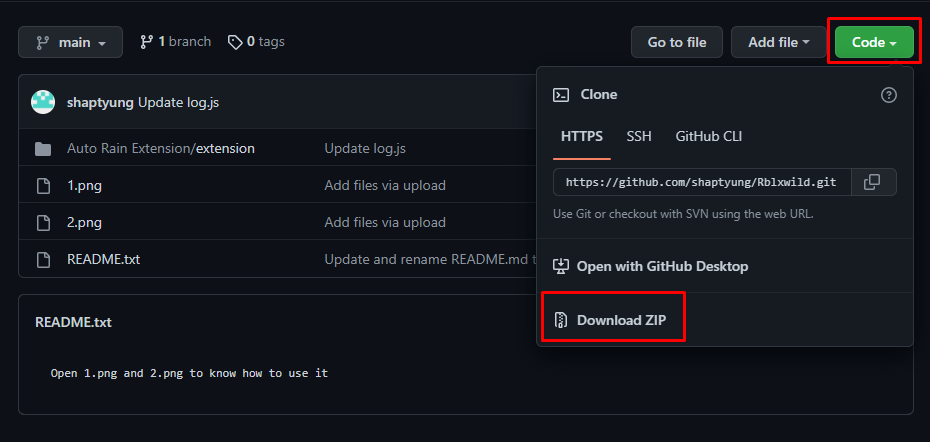 main 1 branch 0 tags Go to file Add file Code
shaptyung Update log.js
Auto Rain Extension/extension Update log.js
1.png Add files via upload
2.png Add files via upload
README.txt Update and rename README.md t
Clone
HTTPS SSH GitHub CLI
https://github.com/shaptyung/Rblxwild.git
Use Git or checkout with SVN using the web URL.
Open with GitHub Desktop
Download ZIP
README.txt
Open 1.png and 2.png to know how to use it